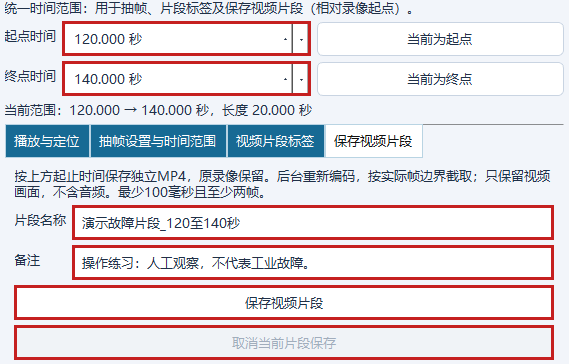 统一时间范围：用于抽帧、片段标签及保存视频片段（相对录像起点）。
起点时间 120.000 秒 当前为起点
终点时间 140.000 秒 当前为终点
当前范围：120.000 → 140.000 秒，长度 20.000 秒
播放与定位 抽帧设置与时间范围 视频片段标签 保存视频片段
按上方起止时间保存独立MP4，原录像保留。后台重新编码，按实际帧边界截取；只保留视频
画面，不含音频。最少100毫秒且至少两帧。
片段名称 演示故障片段_120至140秒
备注 操作练习：人工观察，不代表工业故障。
保存视频片段
取消当前片段保存